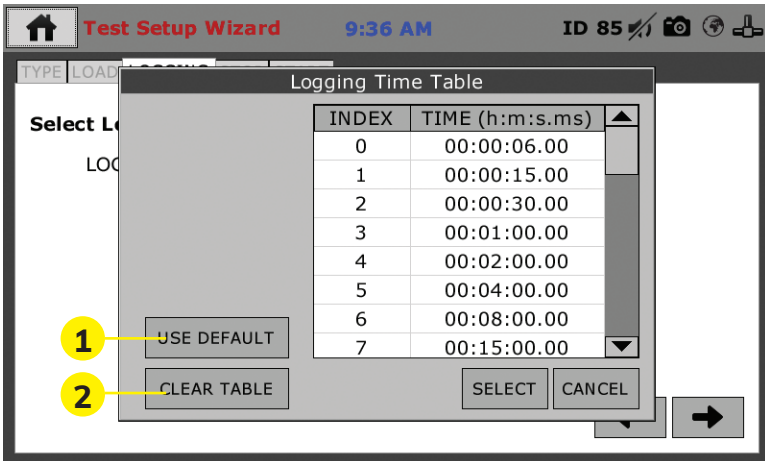 Test Setup Wizard 9:36 AM ID 85
TYPE LOAD
Logging Time Table
Select
INDEX TIME (h:m:s.ms)
0 00:00:06.00
1 00:00:15.00
2 00:00:30.00
3 00:01:00.00
4 00:02:00.00
5 00:04:00.00
6 00:08:00.00
7 00:15:00.00
1 USE DEFAULT
2 CLEAR TABLE SELECT CANCEL